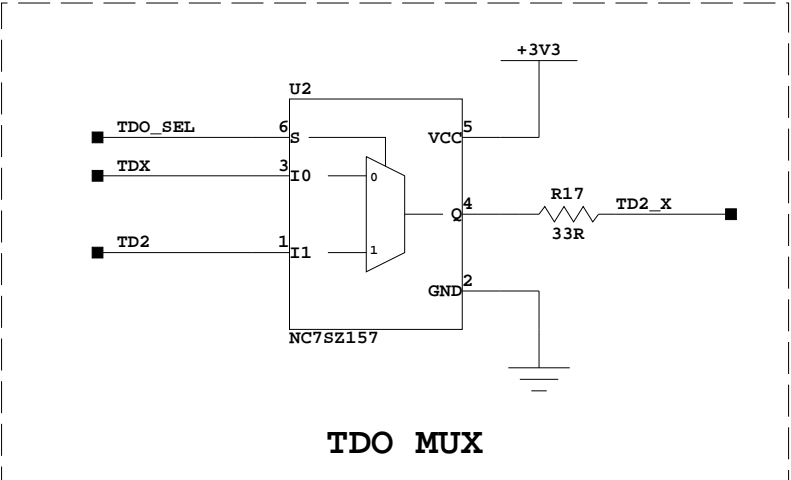 +3V3
U2
TDO_SEL 6 S VCC 5
TDX 3 I0 0
R17
Q 4 TD2_X
33R
TD2 1 I1 1
GND 2
NC7SZ157
TDO MUX